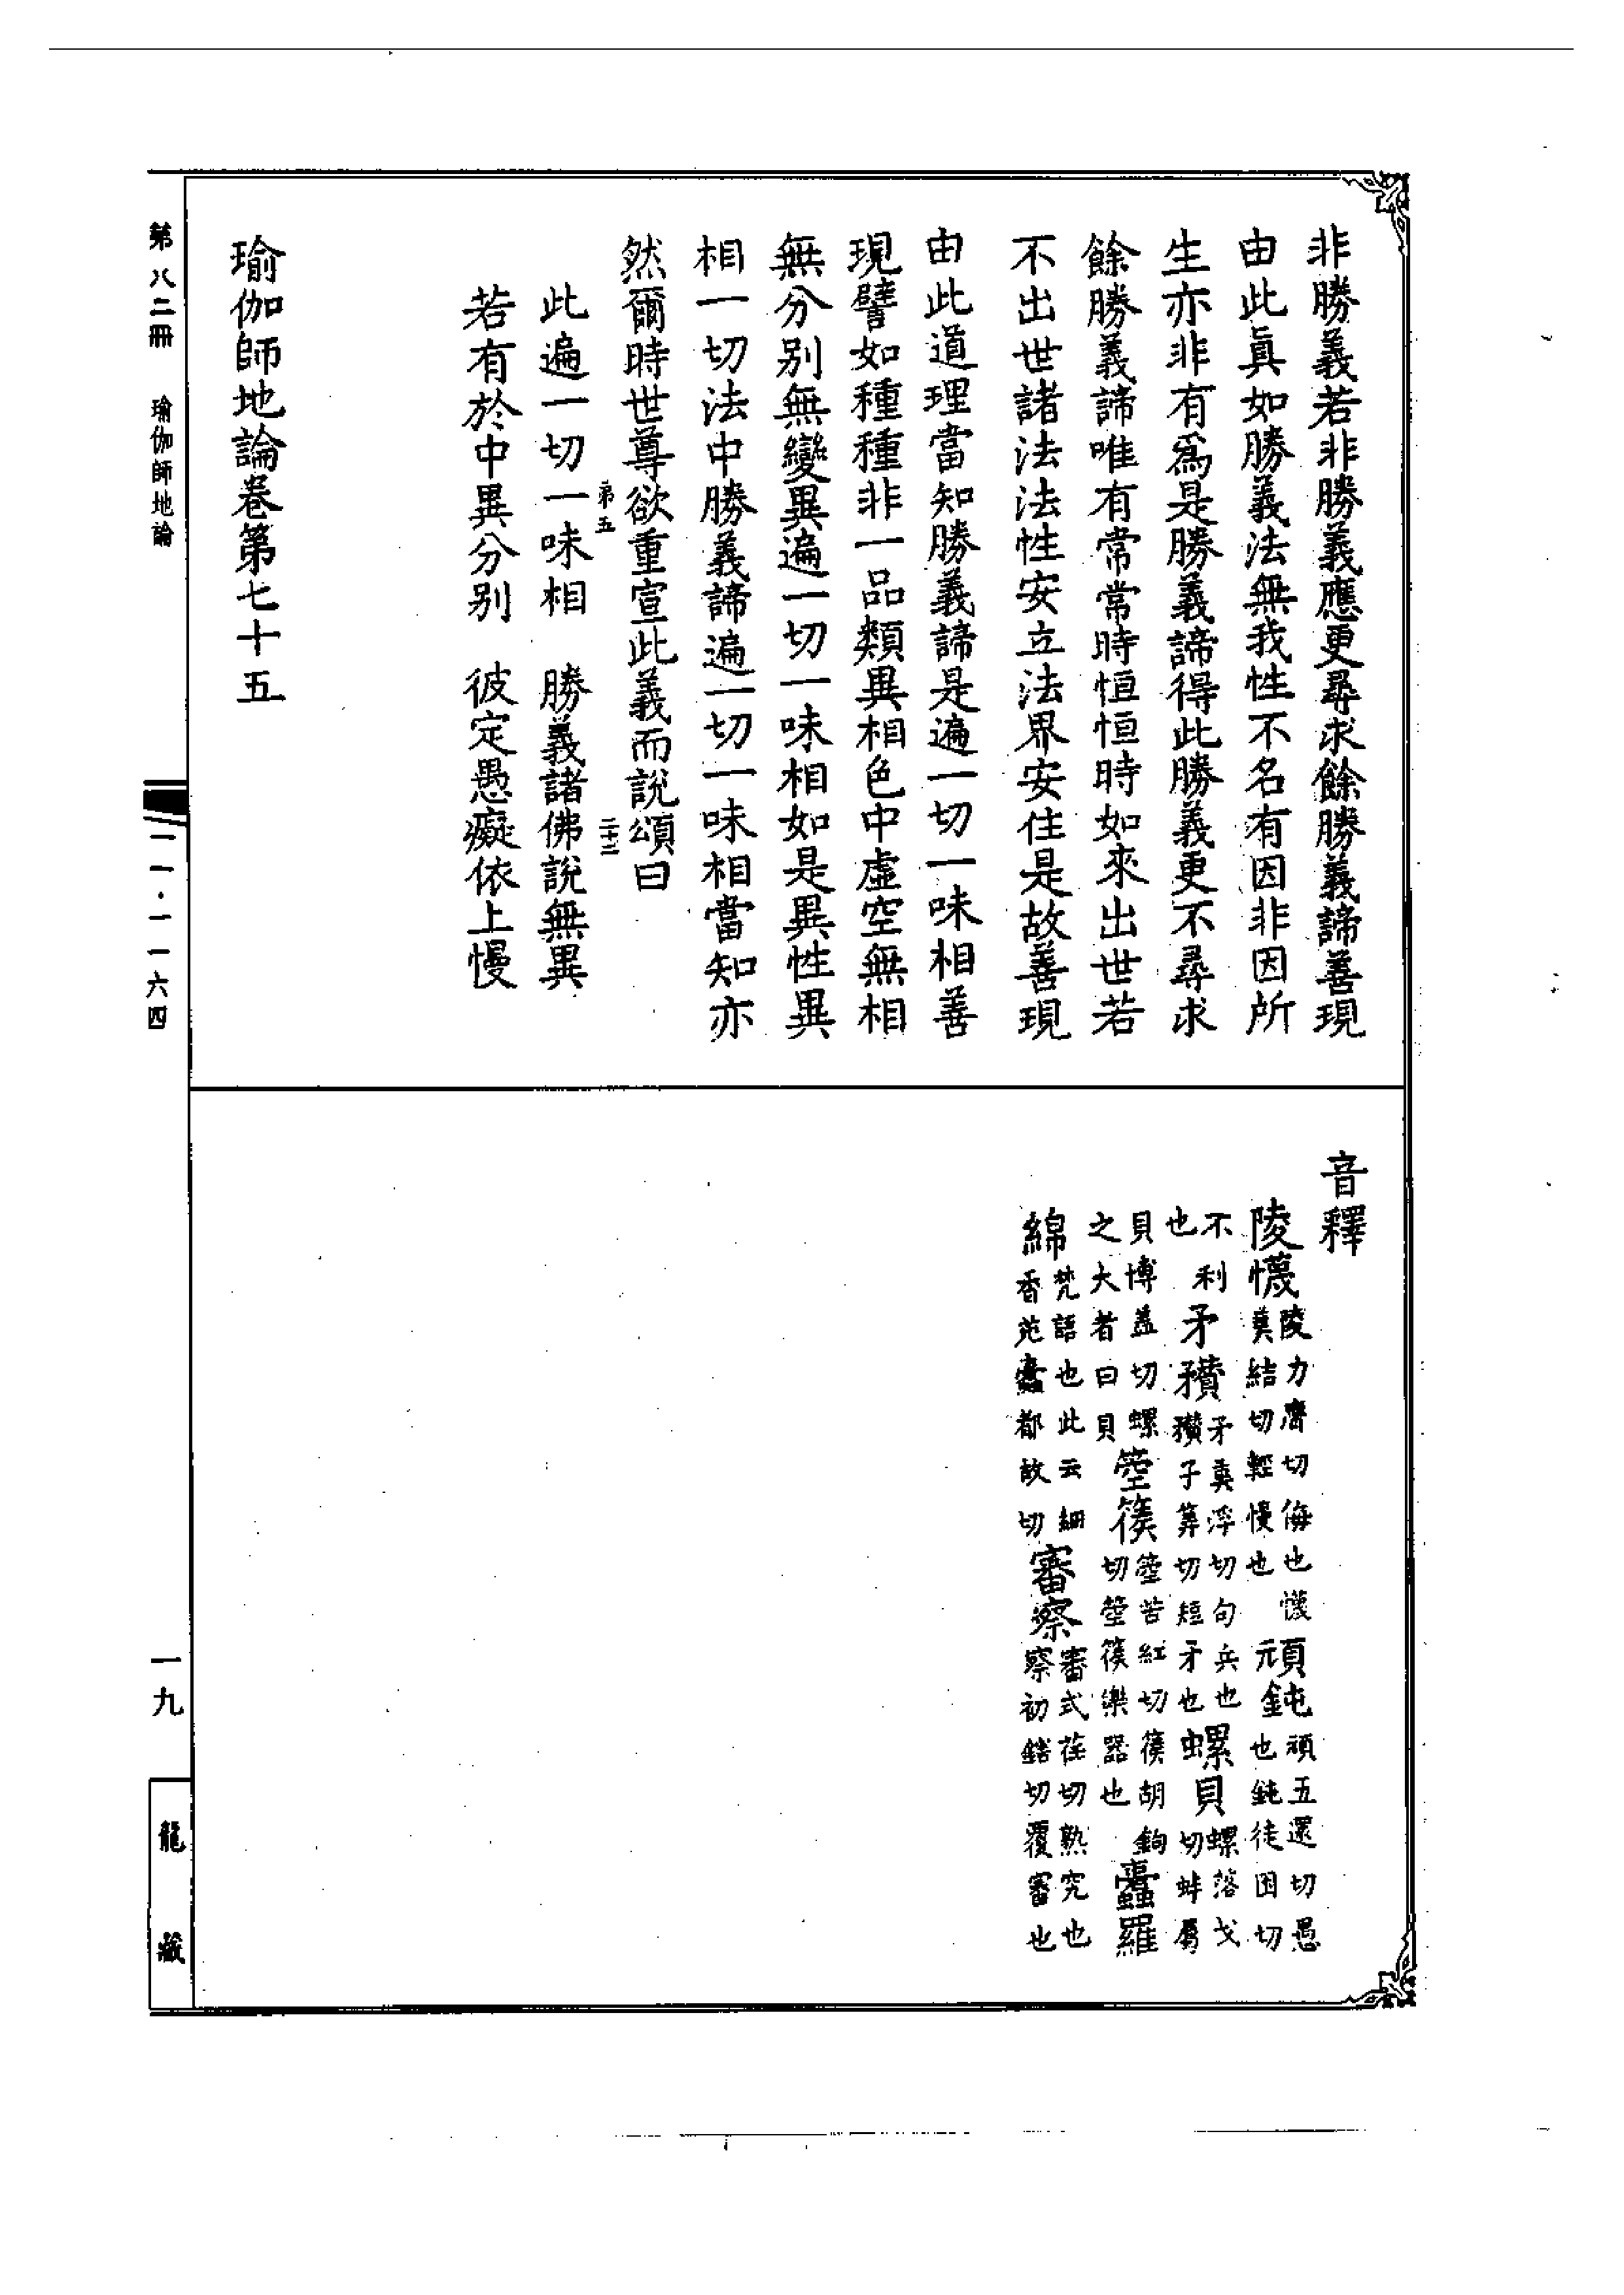 非勝義若非勝義應更尋求餘勝義諦善現
由此眞如勝義法無我性不名有因非因所
生亦非有爲是勝義諦得此勝義更不尋求
餘勝義諦唯有常常時恒恒時如來出世若
不出世諸法法性安立法界安住是故善現
由此道理當知勝義諦是遍一切一味相善
現譬如種種非一品類異相色中虛空無相
無分別無變異遍一切一味相如是異性異
相一切法中勝義諦遍一切一味相當知亦
然爾時世尊欲重宣此義而說頌曰
第五 二十三
此遍一切一味相　勝義諸佛說無異
若有於中異分別　彼定愚癡依上慢
瑜伽師地論卷第七十五
音釋
陵懱陵力膺切侮也懱莫結切輕慢也 頑鈍頑五還切愚也鈍徒困切
不利也 矛䂎矛莫浮切句兵也䂎子筭切短矛也 螺貝螺落戈切蚌屬
貝博蓋切螺之大者曰貝 箜篌箜苦紅切篌胡鉤切箜篌樂器也 蠹羅
綿梵語也此云細香苑蠹都故切 審察審式荏切熟究也察初鎋切覆審也
第八二冊 瑜伽師地論
一一·一一六四
一九
龍藏